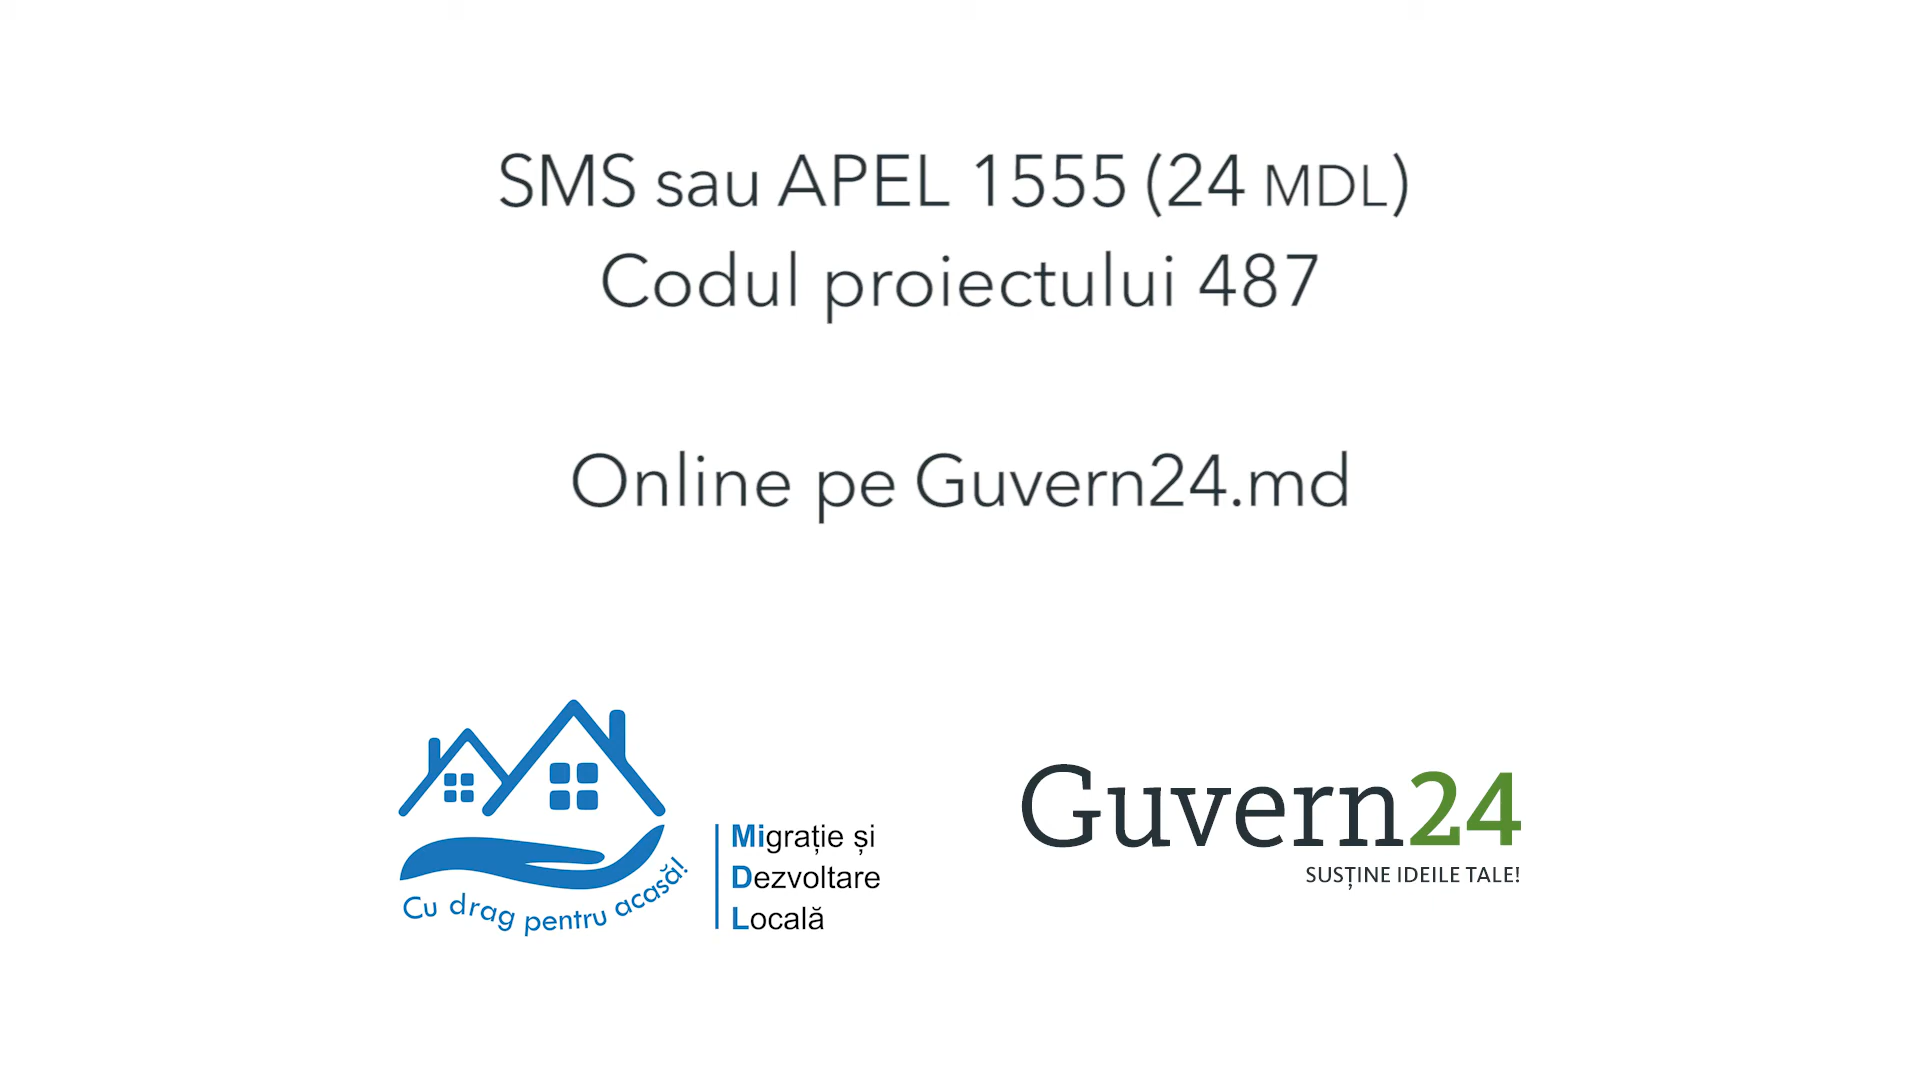 SMS sau APEL 1555 (24 MDL)
Codul proiectului 487
Online pe Guvern24.md
Cu drag pentru acasă!
Migrație și
Dezvoltare
Locală
Guvern24
SUSȚINE IDEILE TALE!